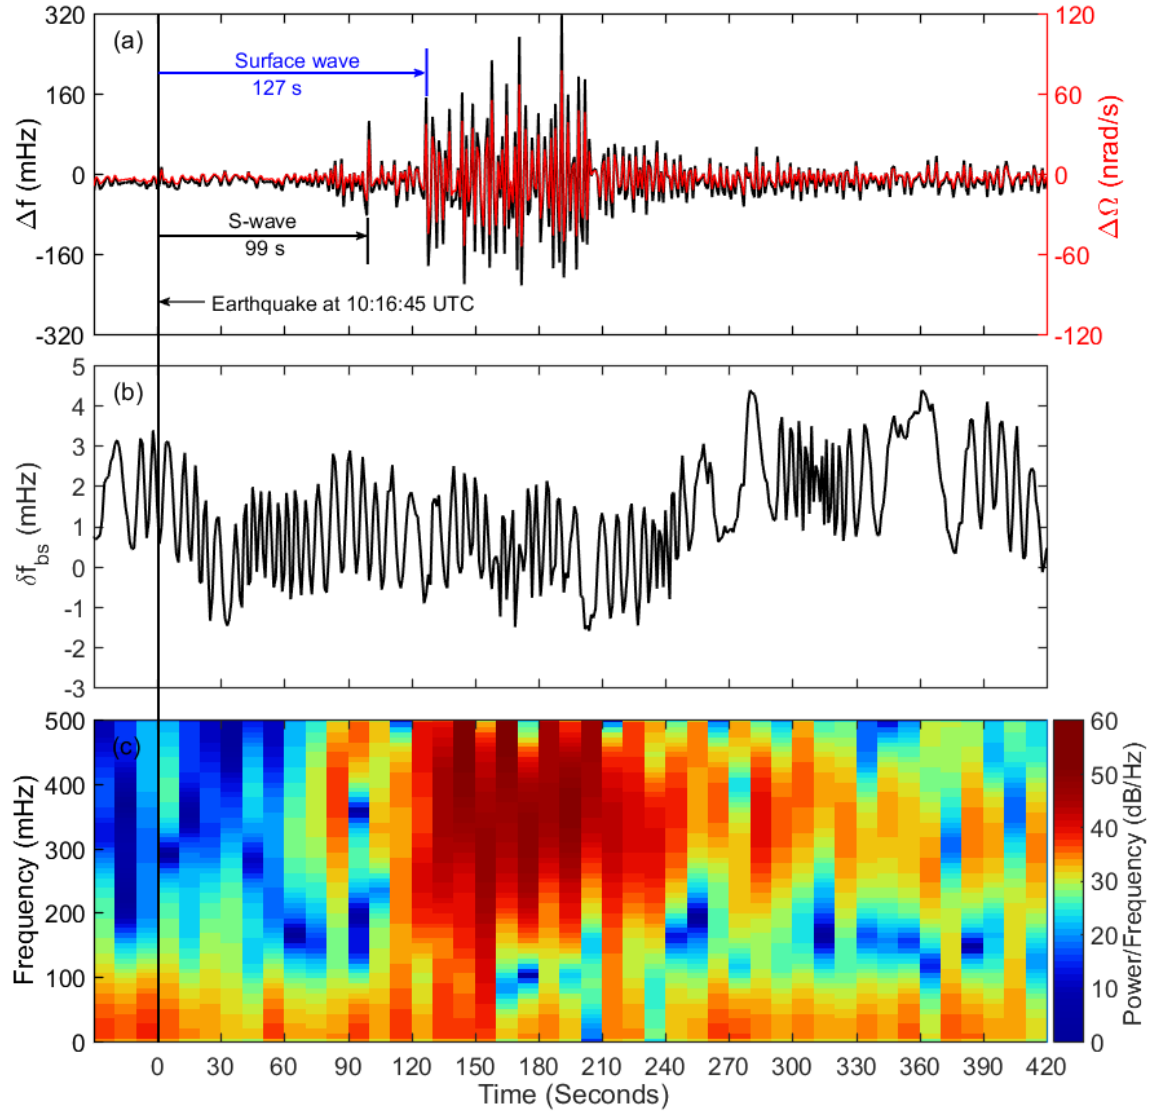 (a)
320
160
0
-160
-320
Δf (mHz)
Surface wave
127 s
S-wave
99 s
Earthquake at 10:16:45 UTC
120
60
0
-60
-120
ΔΩ (nrad/s)
(b)
5
4
3
2
1
0
-1
-2
-3
δf_bs (mHz)
(c)
500
400
300
200
100
0
Frequency (mHz)
60
50
40
30
20
10
0
Power/Frequency (dB/Hz)
0 30 60 90 120 150 180 210 240 270 300 330 360 390 420
Time (Seconds)